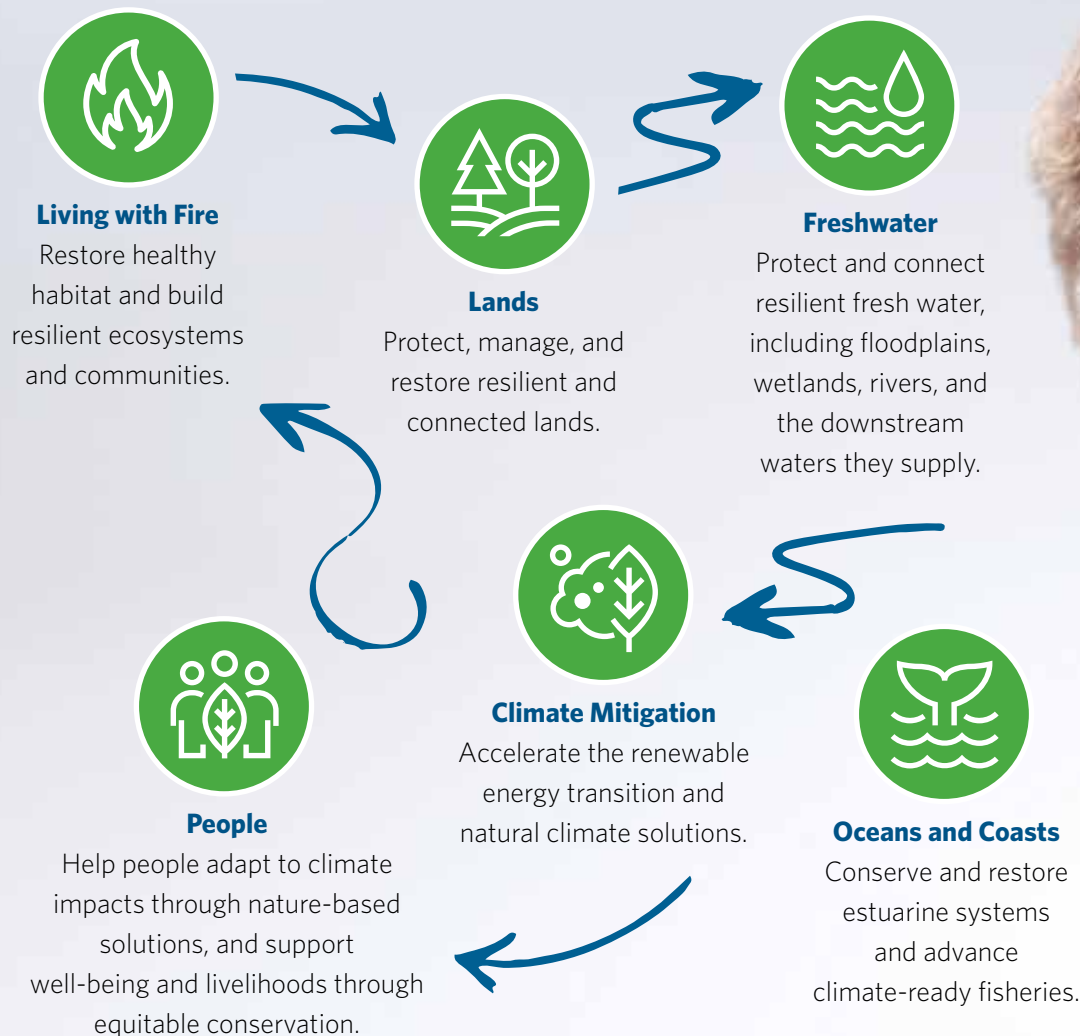 Living with Fire
Restore healthy
habitat and build
resilient ecosystems
and communities.
Lands
Protect, manage, and
restore resilient and
connected lands.
Freshwater
Protect and connect
resilient fresh water,
including floodplains,
wetlands, rivers, and
the downstream
waters they supply.
People
Help people adapt to climate
impacts through nature-based
solutions, and support
well-being and livelihoods through
equitable conservation.
Climate Mitigation
Accelerate the renewable
energy transition and
natural climate solutions.
Oceans and Coasts
Conserve and restore
estuarine systems
and advance
climate-ready fisheries.